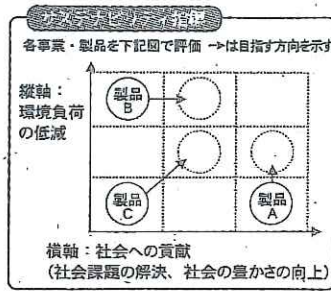 サステナビリティ指標
各事業・製品を下記図で評価 →は目指す方向を示す
縦軸：
環境負荷
の低減
製品
B
製品
C
製品
A
横軸：社会への貢献
(社会課題の解決、社会の豊かさの向上)